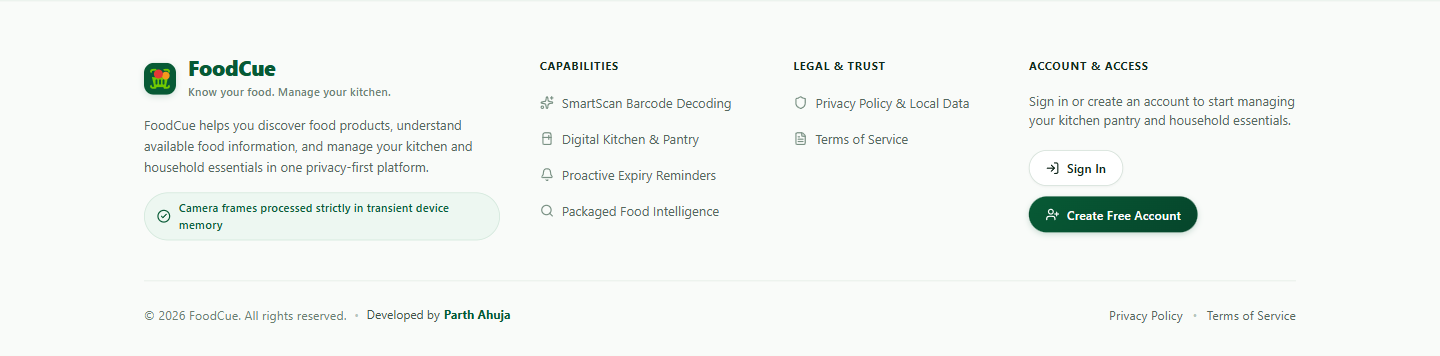 FoodCue
Know your food. Manage your kitchen.
FoodCue helps you discover food products, understand
available food information, and manage your kitchen and
household essentials in one privacy-first platform.
Camera frames processed strictly in transient device
memory
CAPABILITIES
SmartScan Barcode Decoding
Digital Kitchen & Pantry
Proactive Expiry Reminders
Packaged Food Intelligence
LEGAL & TRUST
Privacy Policy & Local Data
Terms of Service
ACCOUNT & ACCESS
Sign in or create an account to start managing
your kitchen pantry and household essentials.
Sign In
Create Free Account
© 2026 FoodCue. All rights reserved. • Developed by Parth Ahuja
Privacy Policy • Terms of Service